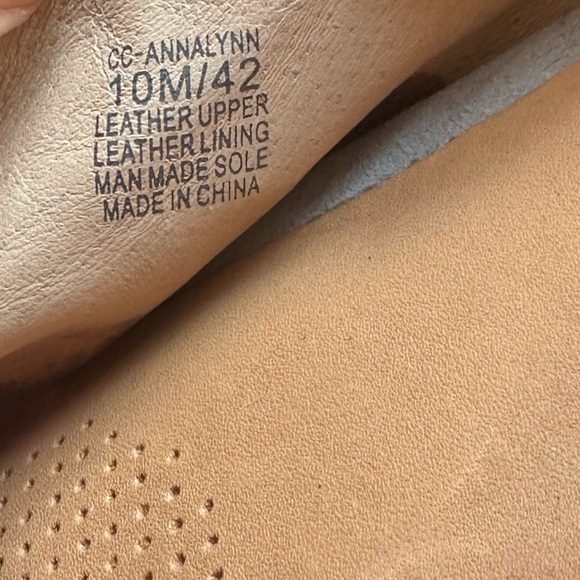 CC-ANNALYNN
10M/42
LEATHER UPPER
LEATHER LINING
MAN MADE SOLE
MADE IN CHINA